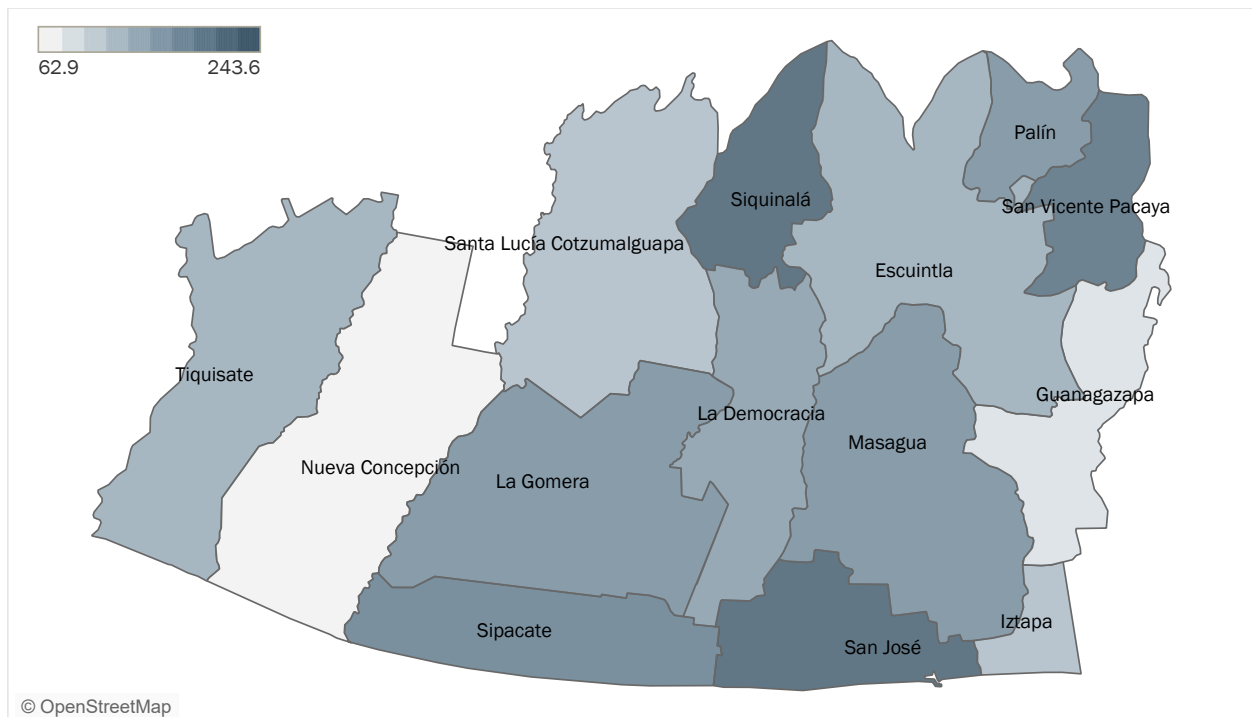 62.9
243.6
Palín
Siquinalá
San Vicente Pacaya
Santa Lucía Cotzumalguapa
Escuintla
Tiquisate
Guanagazapa
La Democracia
Masagua
Nueva Concepción
La Gomera
Iztapa
Sipacate
San José
© OpenStreetMap